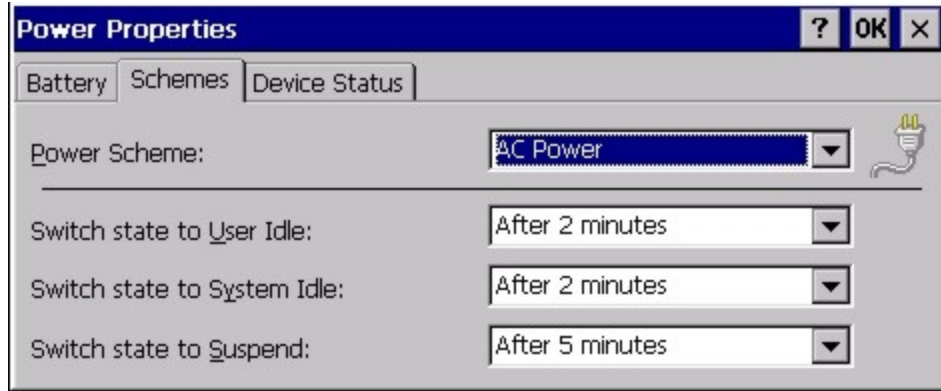 Power Properties ? OK ×
Battery Schemes Device Status
Power Scheme: AC Power
Switch state to User Idle: After 2 minutes
Switch state to System Idle: After 2 minutes
Switch state to Suspend: After 5 minutes